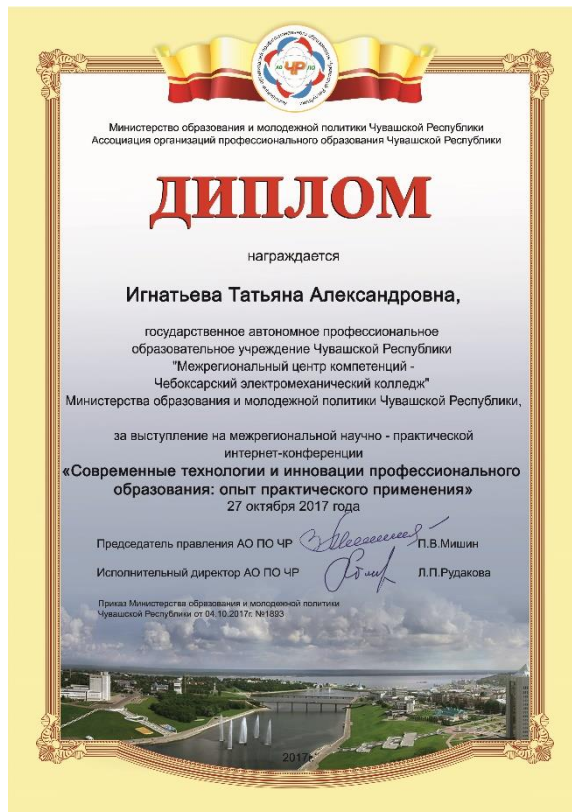 АО ЧР ПО
Министерство образования и молодежной политики Чувашской Республики
Ассоциация организаций профессионального образования Чувашской Республики
ДИПЛОМ
награждается
Игнатьева Татьяна Александровна,
государственное автономное профессиональное
образовательное учреждение Чувашской Республики
"Межрегиональный центр компетенций -
Чебоксарский электромеханический колледж"
Министерства образования и молодежной политики Чувашской Республики,
за выступление на межрегиональной научно - практической
интернет-конференции
«Современные технологии и инновации профессионального
образования: опыт практического применения»
27 октября 2017 года
Председатель правления АО ПО ЧР П.В.Мишин
Исполнительный директор АО ПО ЧР Л.П.Рудакова
Приказ Министерства образования и молодежной политики
Чувашской Республики от 04.10.2017г. №1893
2017г.